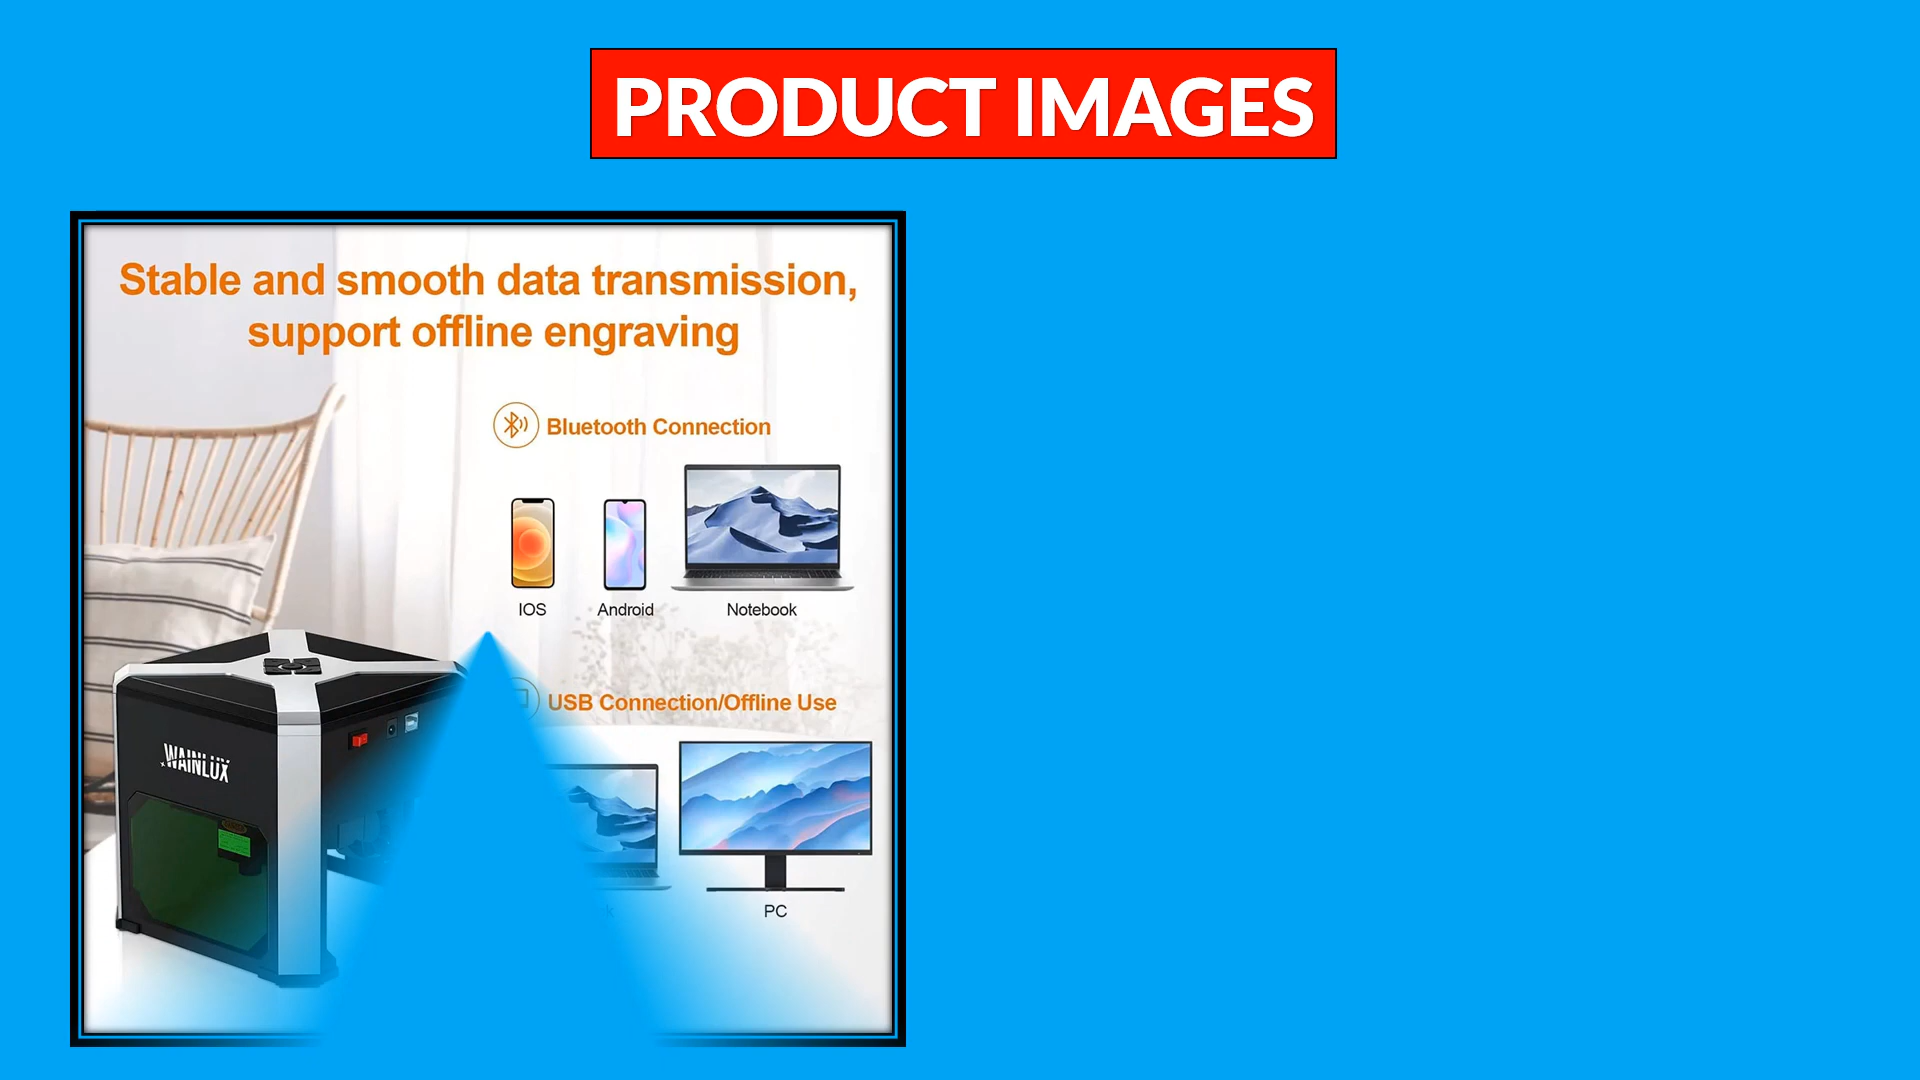 PRODUCT IMAGES
Stable and smooth data transmission,
support offline engraving
Bluetooth Connection
IOS
Android
Notebook
USB Connection/Offline Use
WAINLUX
k
PC